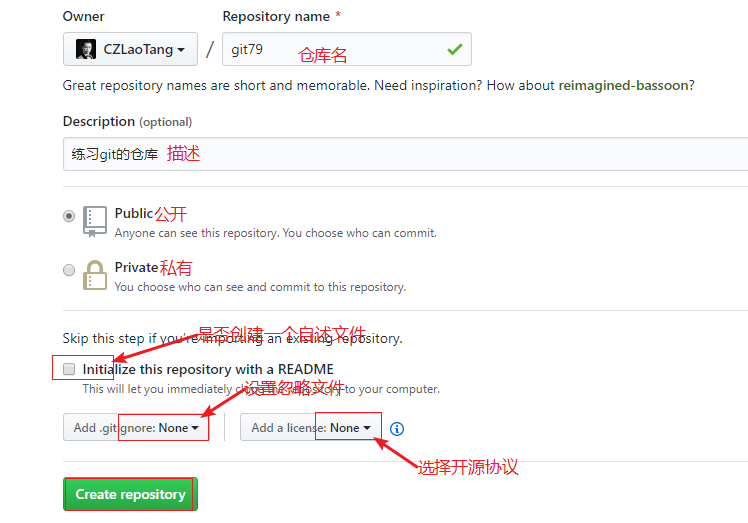 Owner Repository name *
CZLaoTang / git79 仓库名
Great repository names are short and memorable. Need inspiration? How about reimagined-bassoon?
Description (optional)
练习git的仓库 描述
Public 公开
Anyone can see this repository. You choose who can commit.
Private 私有
You choose who can see and commit to this repository.
是否创建一个自述文件
Skip this step if you're importing an existing repository.
Initialize this repository with a README
This will let you immediately clone the repository to your computer.
设置忽略文件
Add .gitignore: None Add a license: None
选择开源协议
Create repository